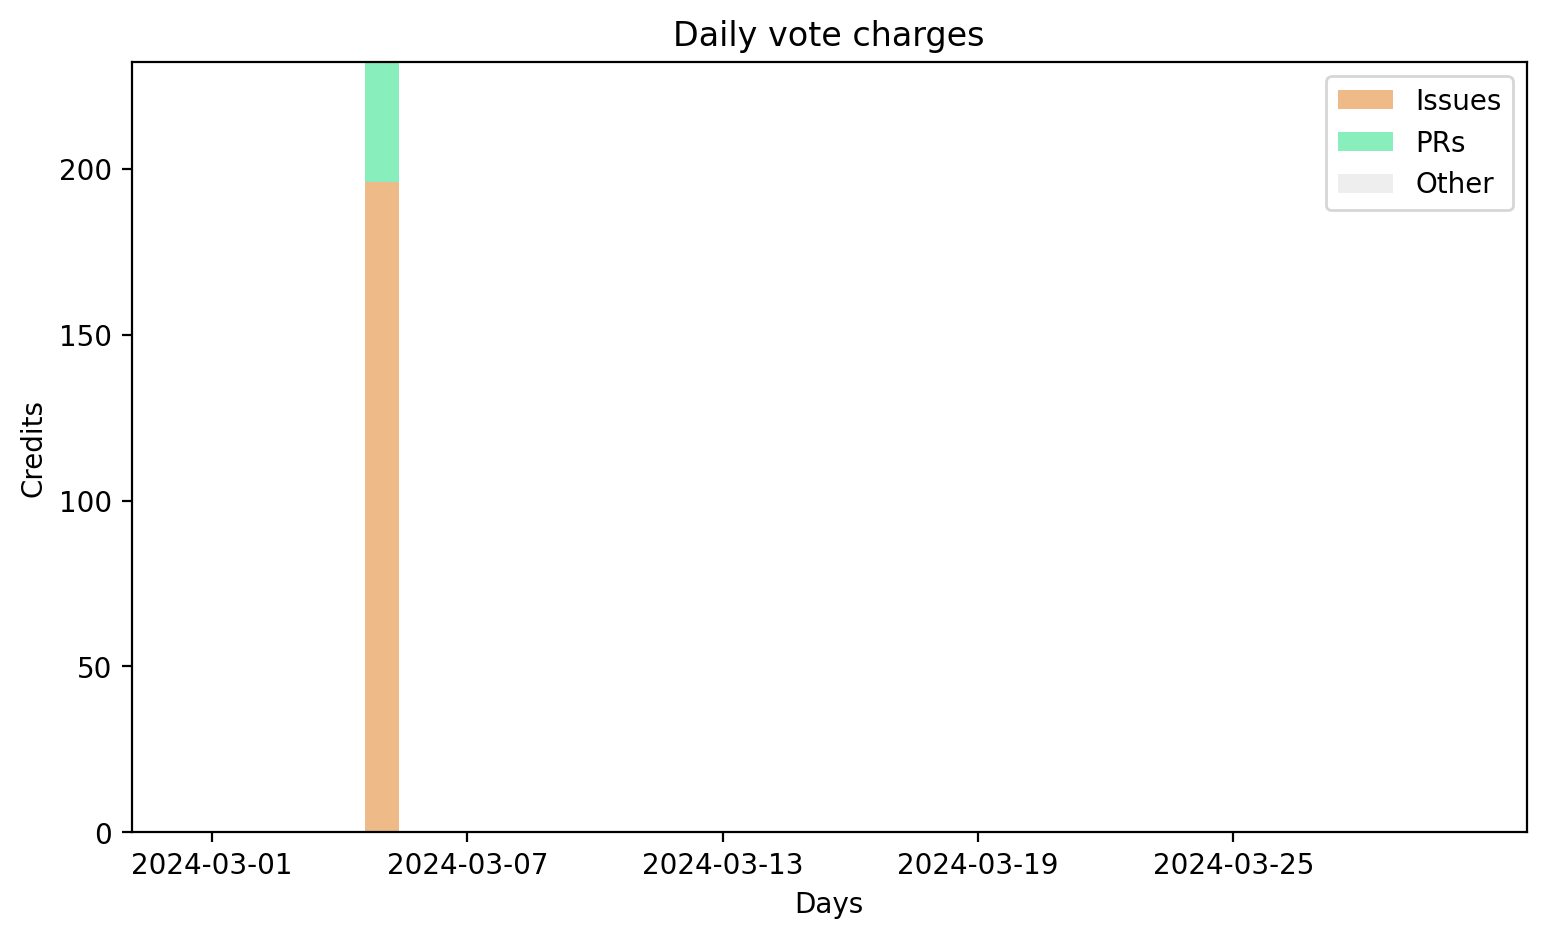 Daily vote charges
Issues
PRs
Other
200
150
100
50
0
Credits
2024-03-01
2024-03-07
2024-03-13
2024-03-19
2024-03-25
Days